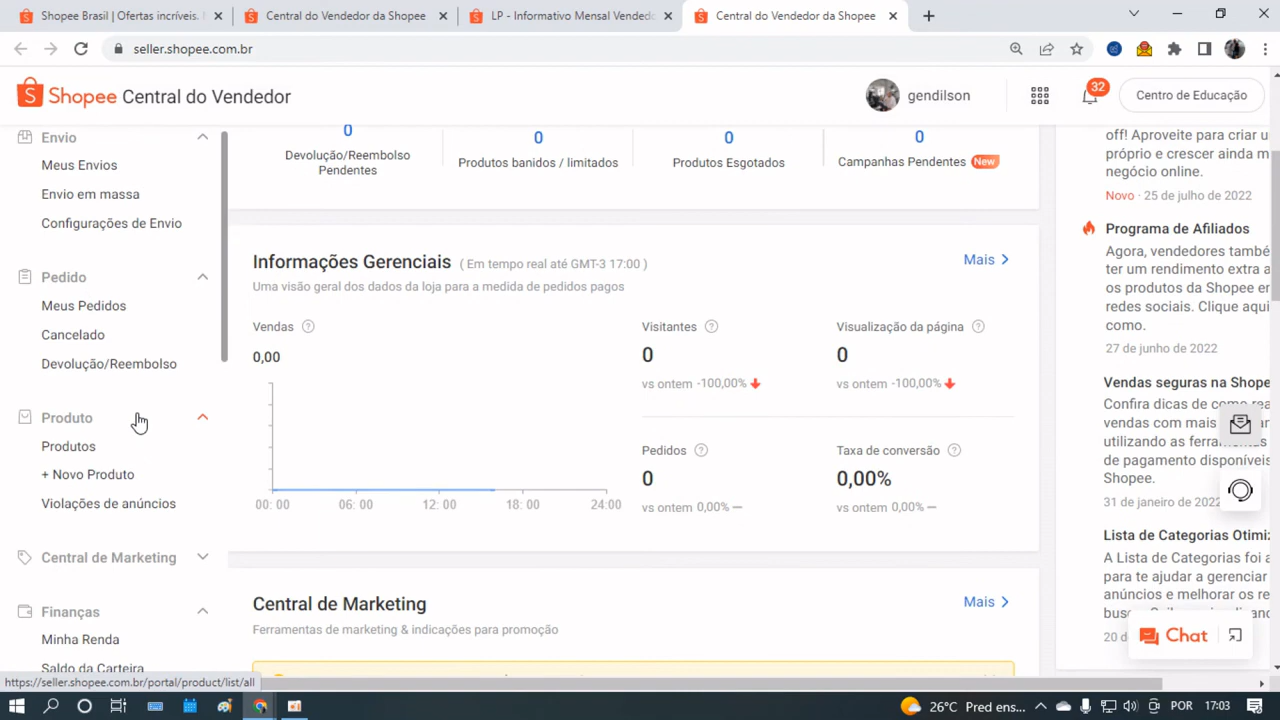 Shopee Brasil | Ofertas incríveis.
Central do Vendedor da Shopee
LP - Informativo Mensal Vended
Central do Vendedor da Shopee
seller.shopee.com.br
Shopee Central do Vendedor
gendilson
32
Centro de Educação
Envio
Meus Envios
Envio em massa
Configurações de Envio
Pedido
Meus Pedidos
Cancelado
Devolução/Reembolso
Produto
Produtos
+ Novo Produto
Violações de anúncios
Central de Marketing
Finanças
Minha Renda
Saldo da Carteira
0
Devolução/Reembolso
Pendentes
0
Produtos banidos / limitados
0
Produtos Esgotados
0
Campanhas Pendentes New
Informações Gerenciais ( Em tempo real até GMT-3 17:00 )
Mais
Uma visão geral dos dados da loja para a medida de pedidos pagos
Vendas ?
0,00
00: 00 06: 00 12: 00 18: 00 24:00
Visitantes ?
0
vs ontem -100,00%
Visualização da página ?
0
vs ontem -100,00%
Pedidos ?
0
vs ontem 0,00% —
Taxa de conversão ?
0,00%
vs ontem 0,00% —
Central de Marketing
Mais
Ferramentas de marketing & indicações para promoção
off! Aproveite para criar u
próprio e crescer ainda m
negócio online.
Novo · 25 de julho de 2022
Programa de Afiliados
Agora, vendedores també
ter um rendimento extra a
os produtos da Shopee er
redes sociais. Clique aqui
como.
27 de junho de 2022
Vendas seguras na Shope
Confira dicas de como rea
vendas com mais
utilizando as ferramen
de pagamento disponíveis
Shopee.
31 de janeiro de 2022
Lista de Categorias Otimiz
A Lista de Categorias foi a
para te ajudar a gerenciar
anúncios e melhorar os re
20 d
Chat
https://seller.shopee.com.br/portal/product/list/all
26°C Pred ens...
POR
17:03